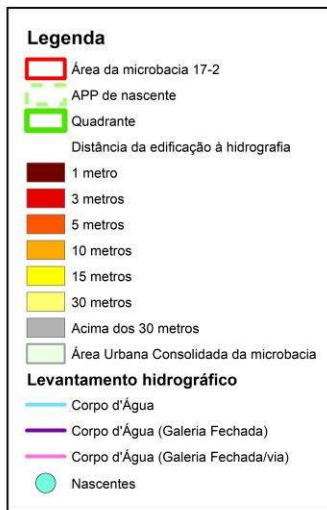 Legenda
Área da microbacia 17-2
APP de nascente
Quadrante
Distância da edificação à hidrografia
1 metro
3 metros
5 metros
10 metros
15 metros
30 metros
Acima dos 30 metros
Área Urbana Consolidada da microbacia
Levantamento hidrográfico
Corpo d'Água
Corpo d'Água (Galeria Fechada)
Corpo d'Água (Galeria Fechada/via)
Nascentes